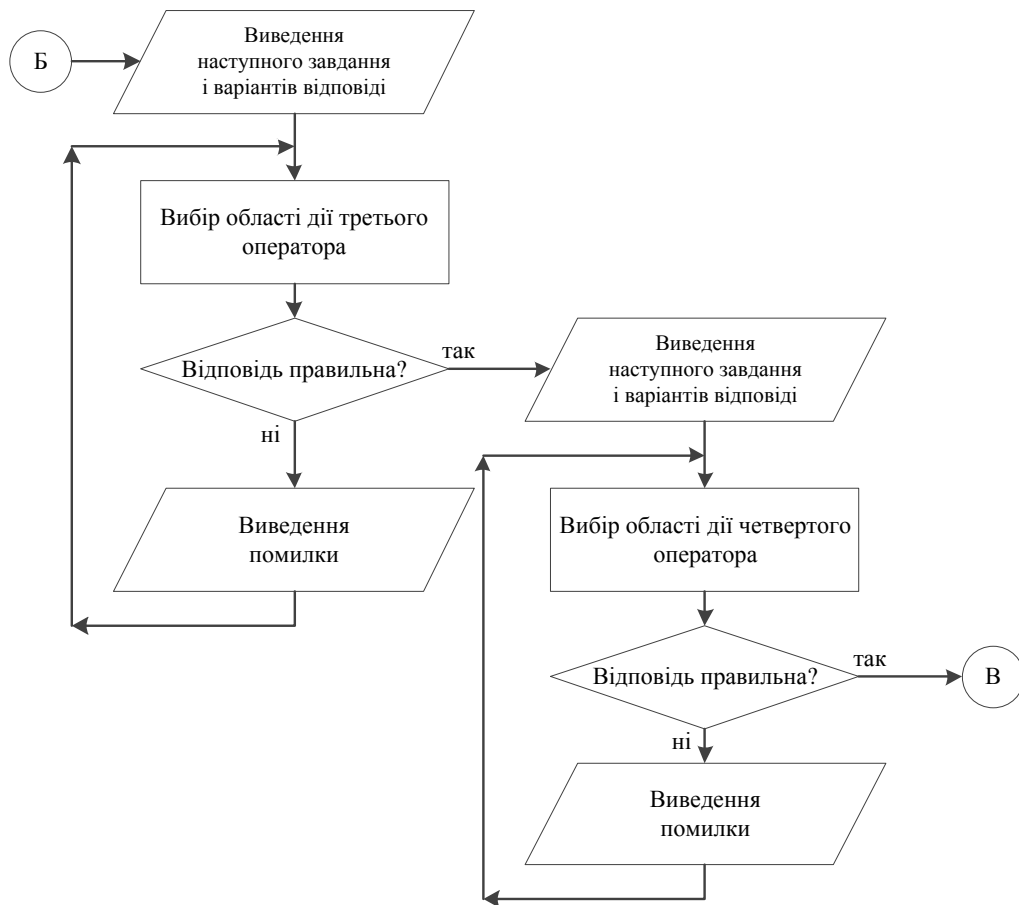 Б
Виведення
наступного завдання
і варіантів відповіді
Вибір області дії третього
оператора
Відповідь правильна?
так
ні
Виведення
помилки
Виведення
наступного завдання
і варіантів відповіді
Вибір області дії четвертого
оператора
Відповідь правильна?
так
В
ні
Виведення
помилки